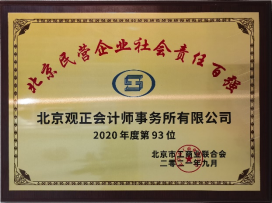 北京民营企业社会责任百强
北京观正会计师事务所有限公司
2020年度第93位
北京市工商业联合会
二〇二一年九月